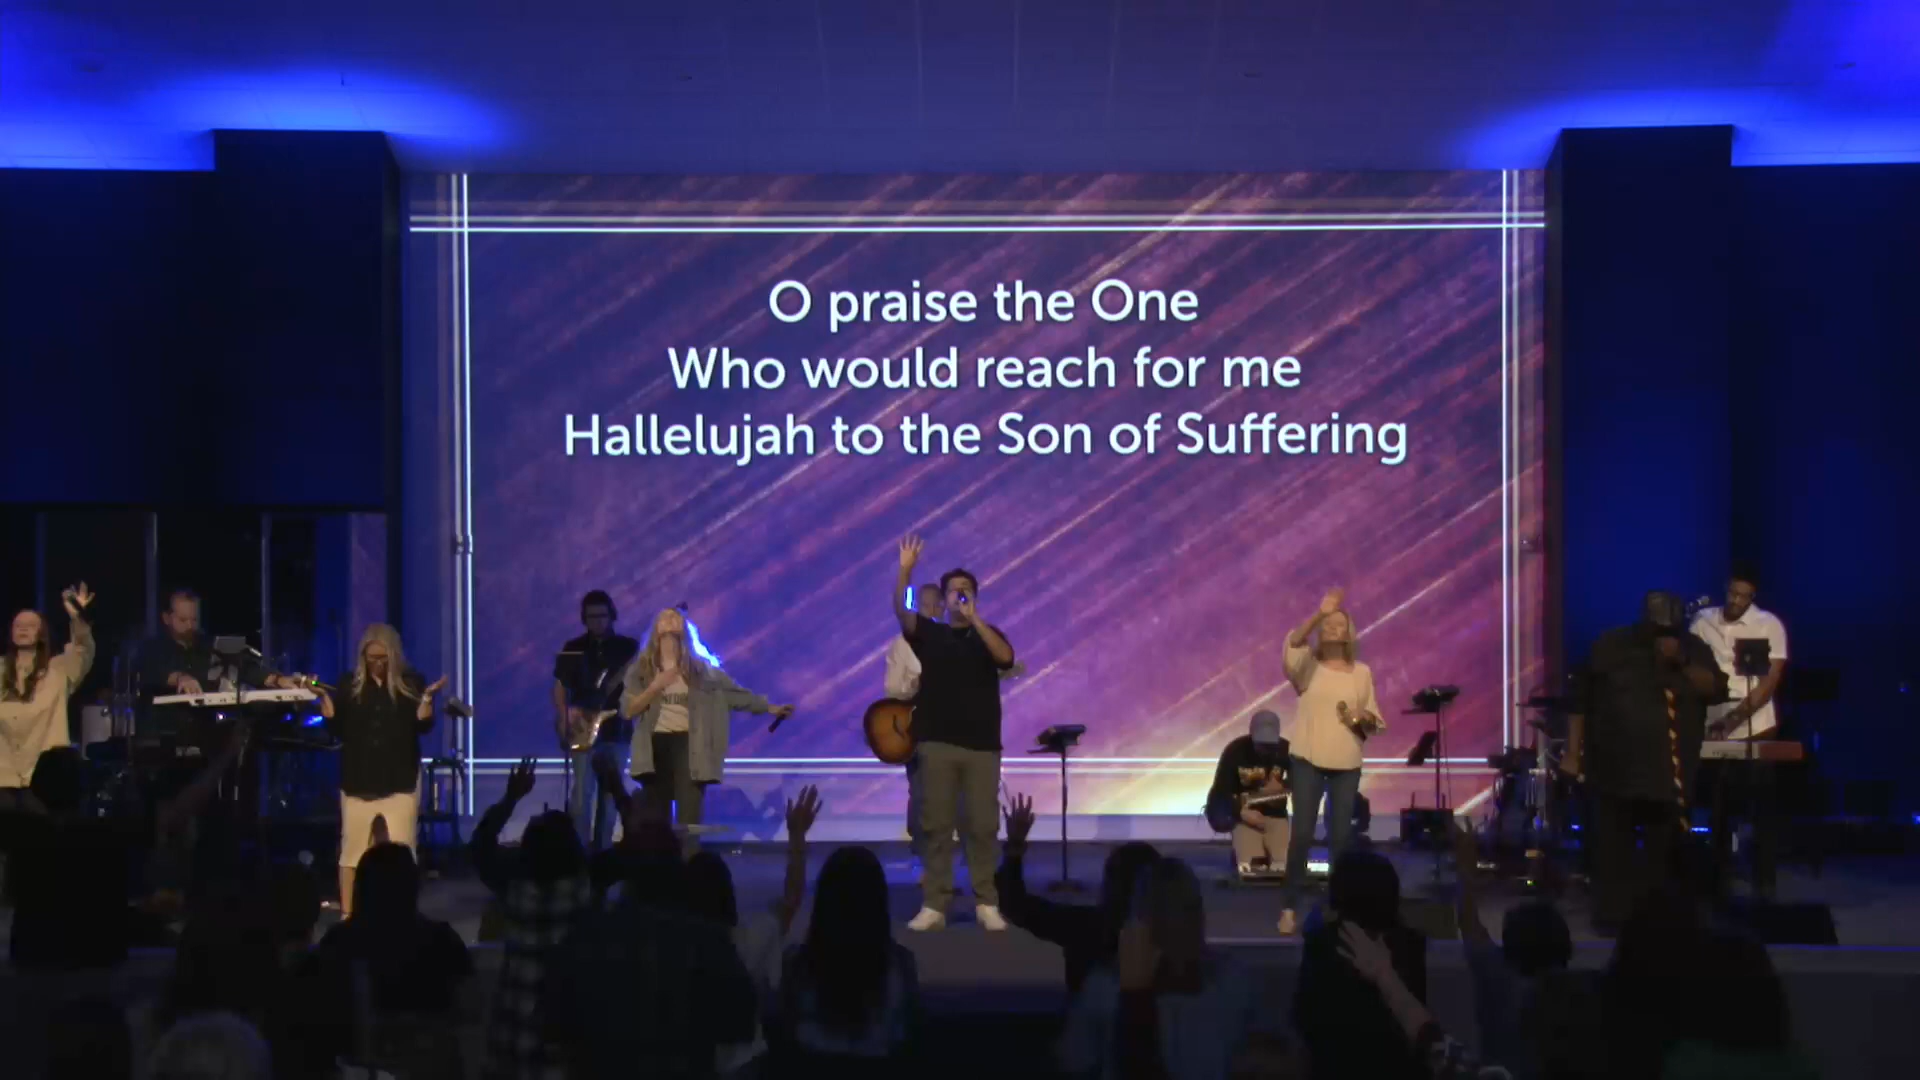 O praise the One
Who would reach for me
Hallelujah to the Son of Suffering